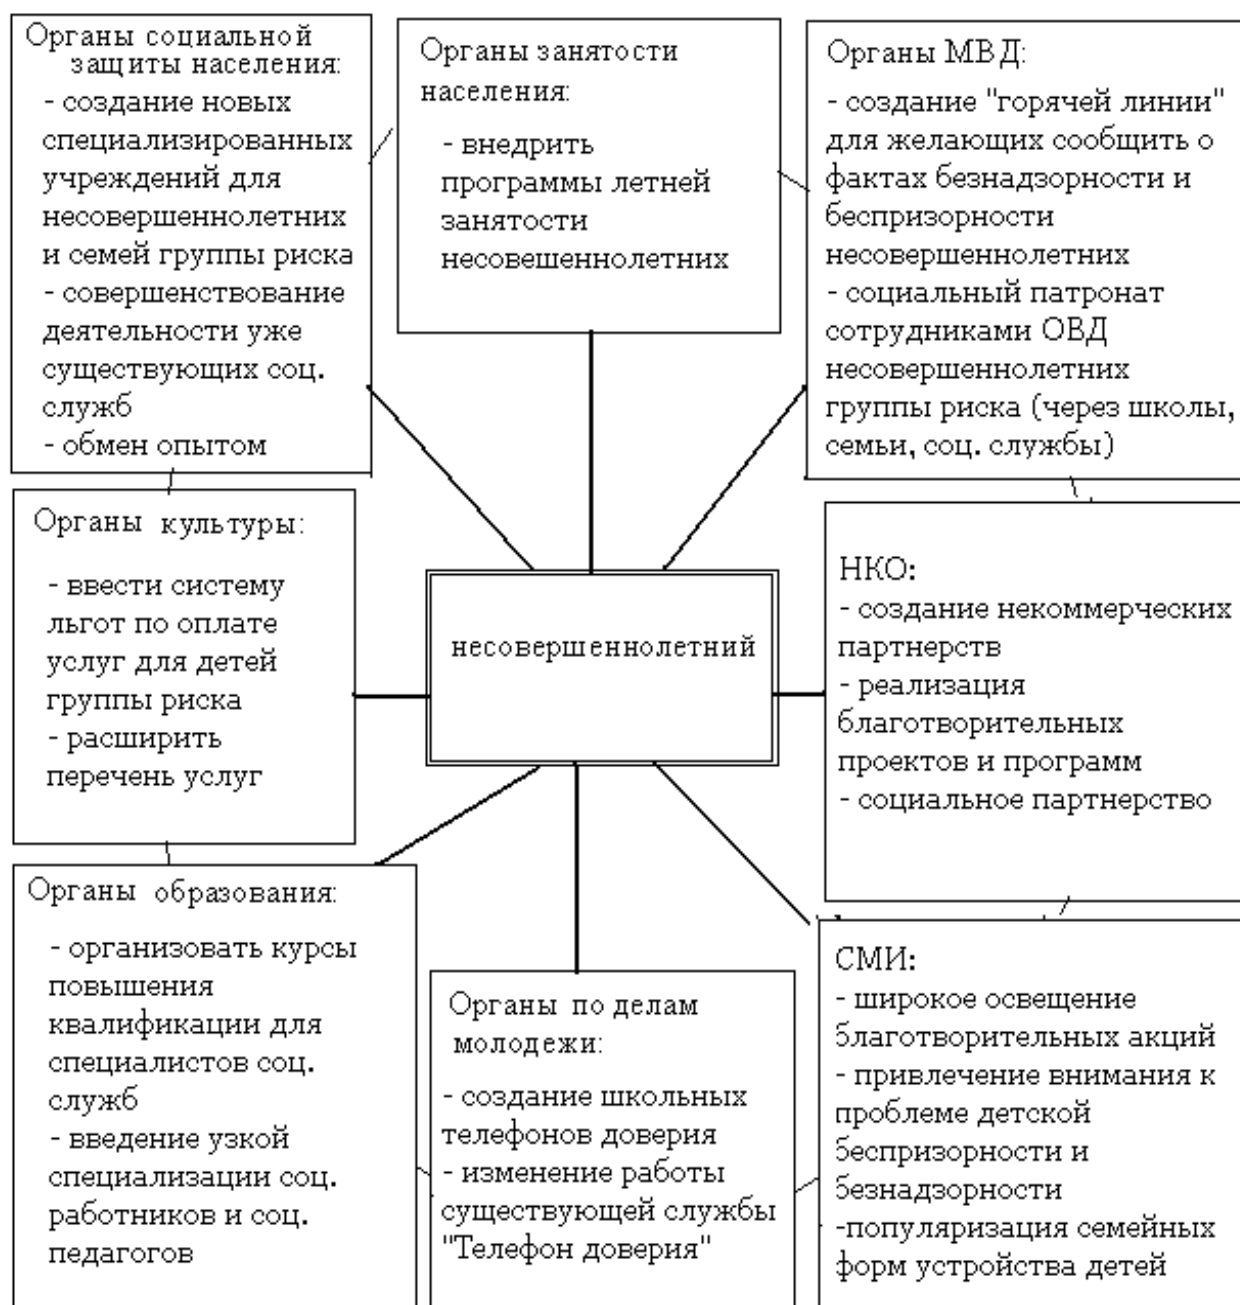 Органы социальной
защиты населения:
- создание новых
специализированных
учреждений для
несовершеннолетних
и семей группы риска
- совершенствование
деятельности уже
существующих соц.
служб
- обмен опытом
Органы занятости
населения:
- внедрить
программы летней
занятости
несовешеннолетних
Органы МВД:
- создание "горячей линии"
для желающих сообщить о
фактах безнадзорности и
беспризорности
несовершеннолетних
- социальный патронат
сотрудниками ОВД
несовершеннолетних
группы риска (через школы,
семьи, соц. службы)
Органы культуры:
- ввести систему
льгот по оплате
услуг для детей
группы риска
- расширить
перечень услуг
несовершеннолетний
НКО:
- создание некоммерческих
партнерств
- реализация
благотворительных
проектов и программ
- социальное партнерство
Органы образования:
- организовать курсы
повышения
квалификации для
специалистов соц.
служб
- введение узкой
специализации соц.
работников и соц.
педагогов
Органы по делам
молодежи:
- создание школьных
телефонов доверия
- изменение работы
существующей службы
"Телефон доверия"
СМИ:
- широкое освещение
благотворительных акций
- привлечение внимания к
проблеме детской
беспризорности и
безнадзорности
-популяризация семейных
форм устройства детей